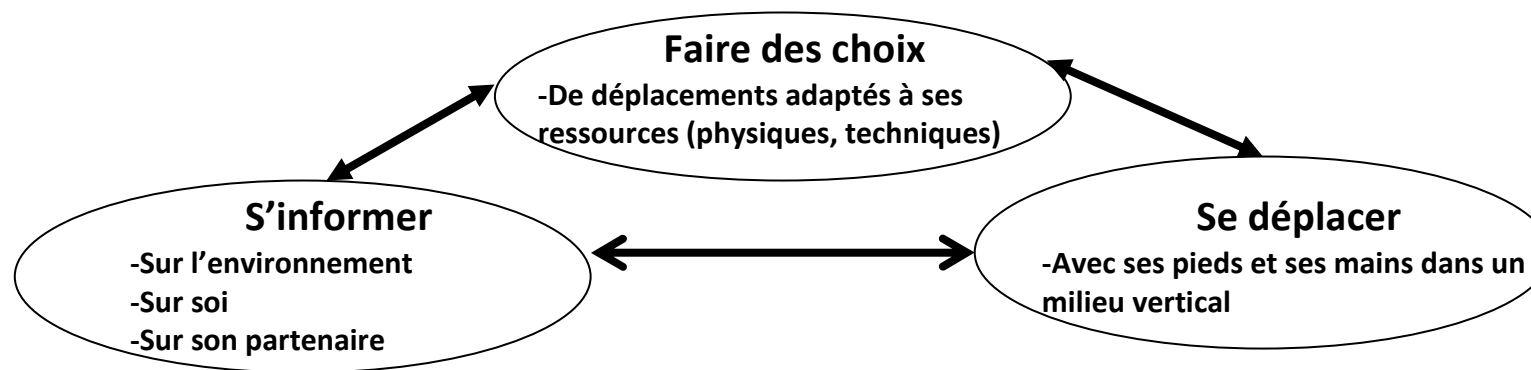 Faire des choix
-De déplacements adaptés à ses
ressources (physiques, techniques)
S’informer
-Sur l’environnement
-Sur soi
-Sur son partenaire
Se déplacer
-Avec ses pieds et ses mains dans un
milieu vertical